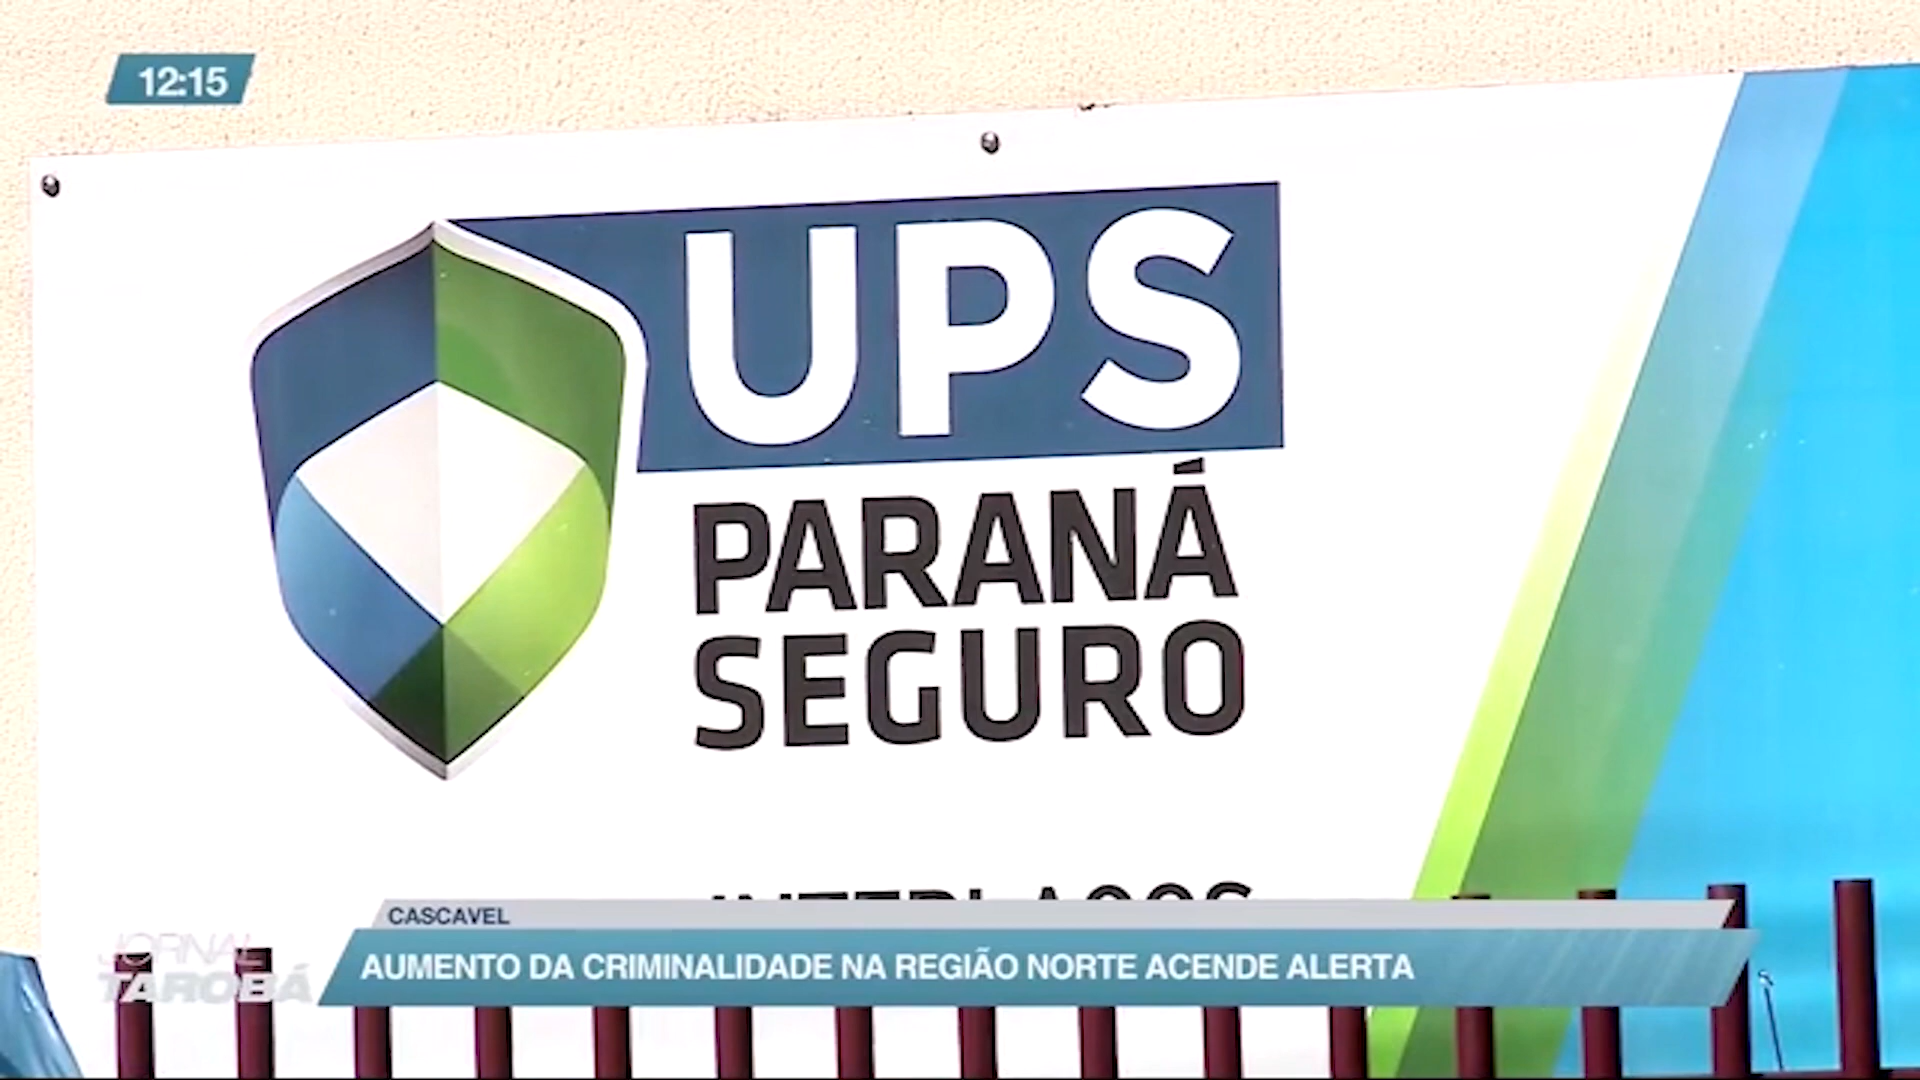 12:15
UPS
PARANÁ
SEGURO
CASCAVEL
AUMENTO DA CRIMINALIDADE NA REGIÃO NORTE ACENDE ALERTA
JORNAL
TAROBÁ